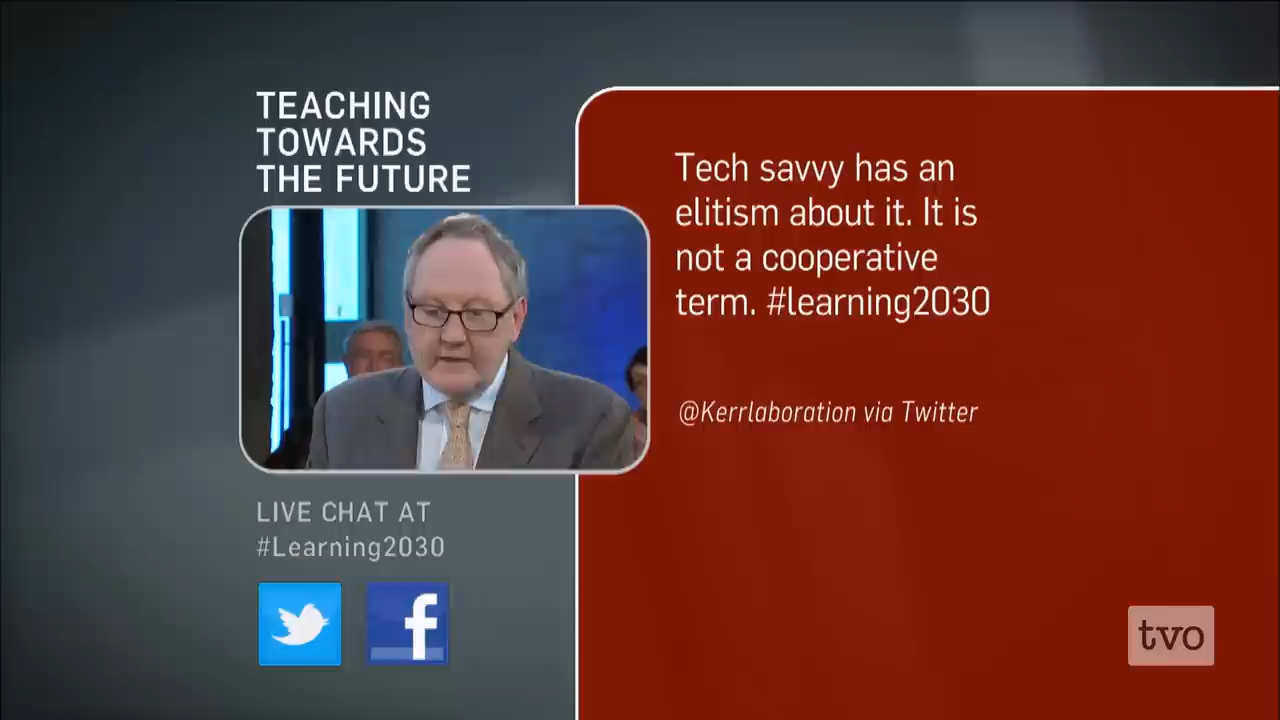 TEACHING
TOWARDS
THE FUTURE
Tech savvy has an
elitism about it. It is
not a cooperative
term. #learning2030
@Kerrlaboration via Twitter
LIVE CHAT AT
#Learning2030
f
tvo